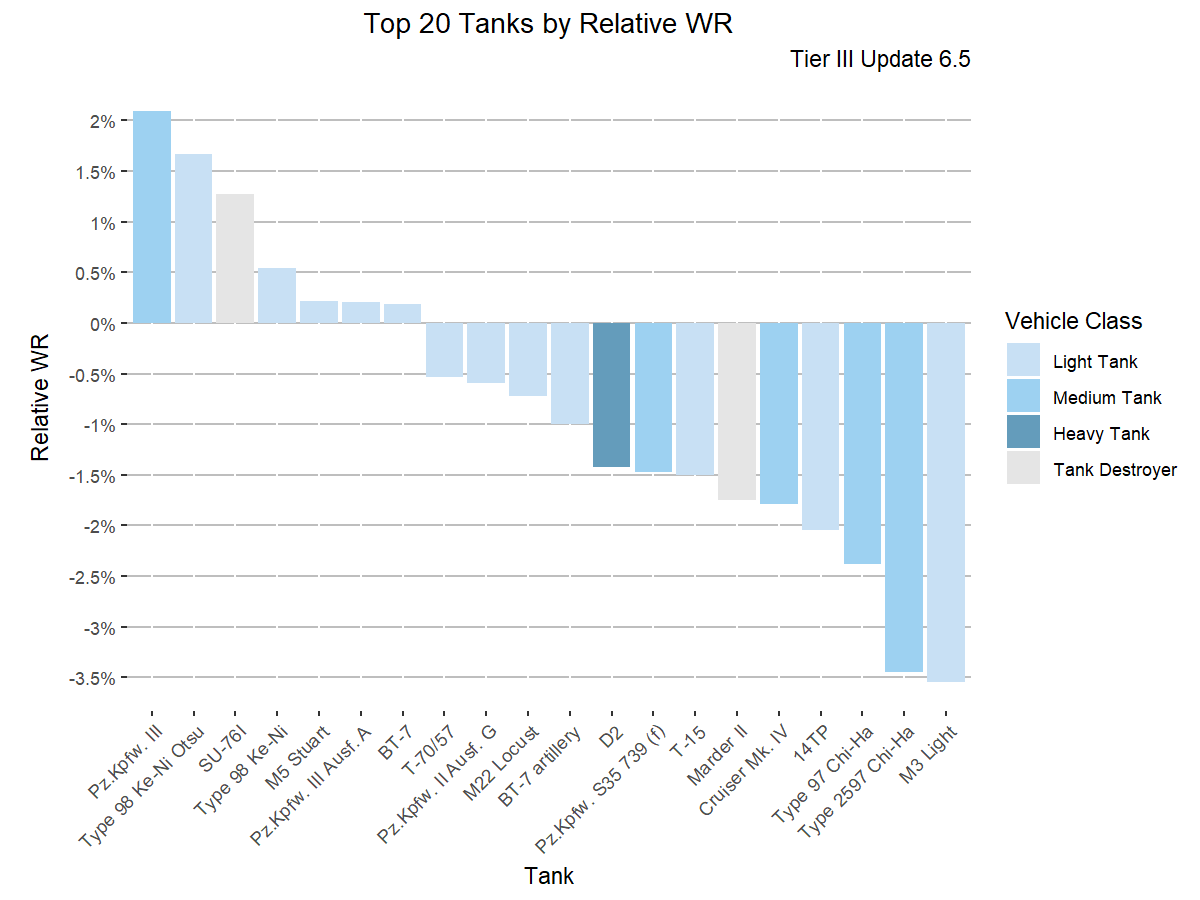 Top 20 Tanks by Relative WR
Tier III Update 6.5
2%
1.5%
1%
0.5%
0%
-0.5%
-1%
-1.5%
-2%
-2.5%
-3%
-3.5%
Relative WR
Pz.Kpfw. III
Type 98 Ke-Ni Otsu
SU-76I
Type 98 Ke-Ni
M5 Stuart
Pz.Kpfw. III Ausf. A
BT-7
T-70/57
Pz.Kpfw. II Ausf. G
M22 Locust
BT-7 artillery
D2
Pz.Kpfw. S35 739 (f)
T-15
Marder II
Cruiser Mk. IV
14TP
Type 97 Chi-Ha
Type 2597 Chi-Ha
M3 Light
Tank
Vehicle Class
Light Tank
Medium Tank
Heavy Tank
Tank Destroyer